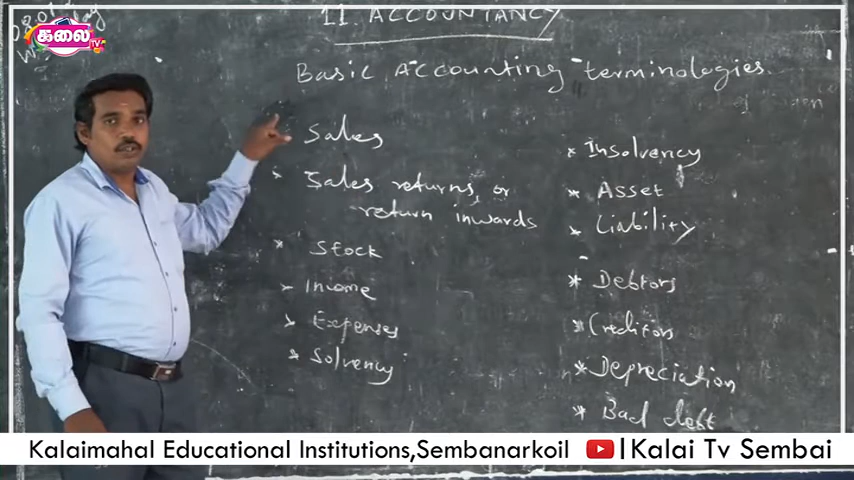 கலை
TV
11. ACCOUNTANCY
Basic Accounting terminologies
Sales
Sales returns or
return inwards
Stock
Income
Expenses
Solvency
Insolvency
Asset
Liability
Debtors
Creditors
Depreciation
Bad debt
Kalaimahal Educational Institutions,Sembanarkoil
|Kalai Tv Sembai